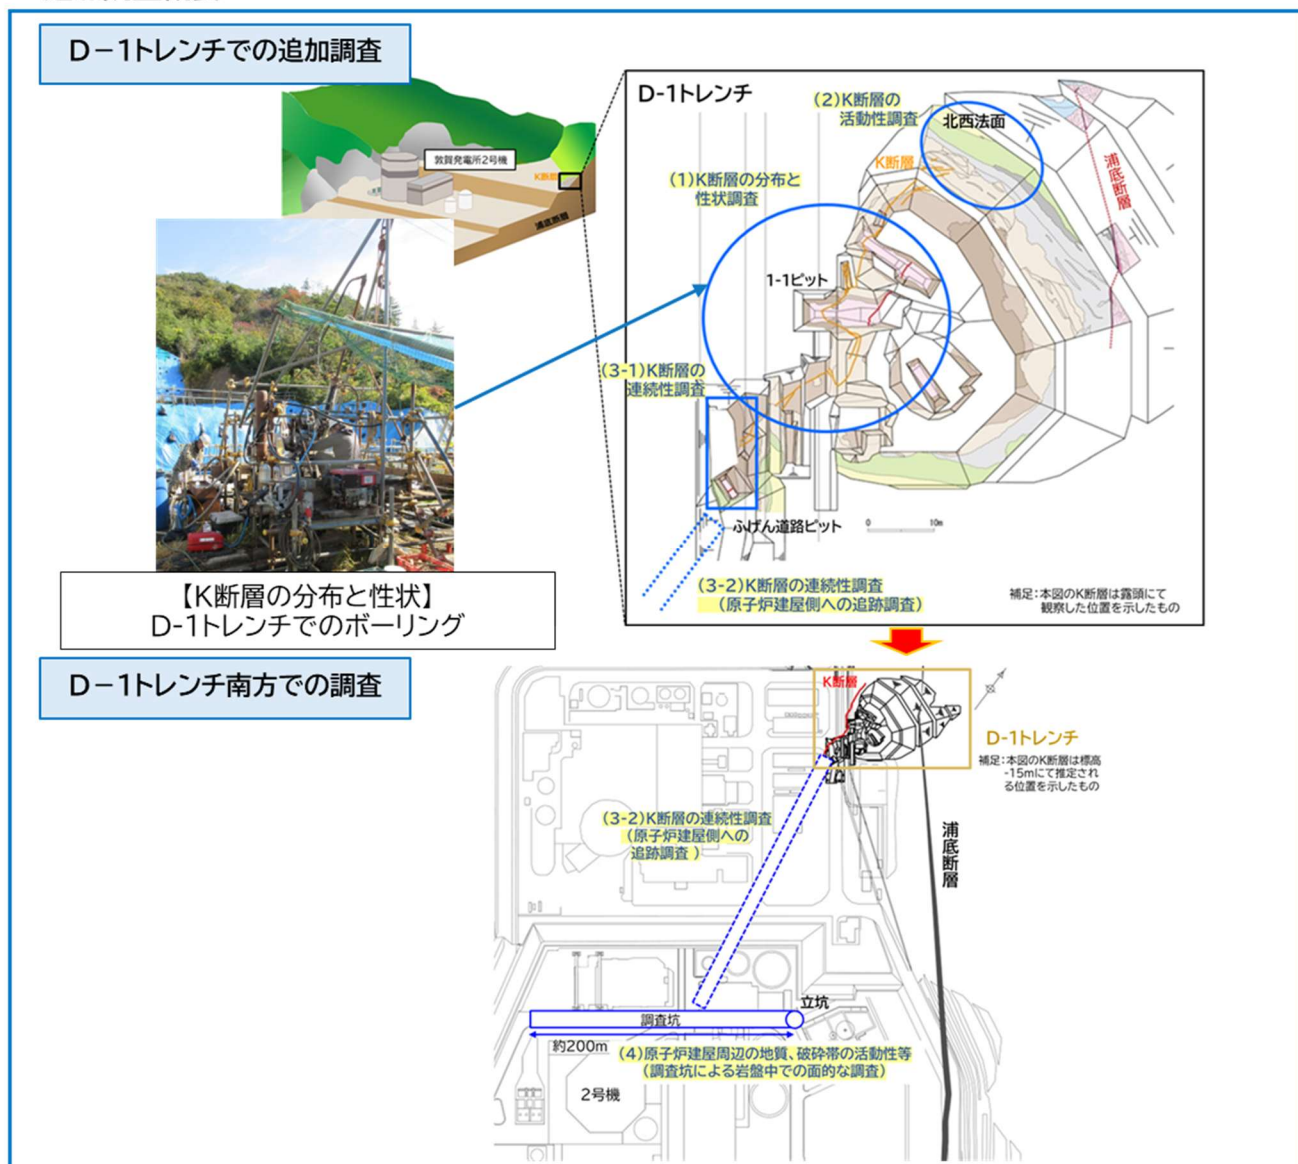 D－1トレンチでの追加調査
敦賀発電所2号機
K断層
浦底断層
D-1トレンチ
(2)K断層の
活動性調査
北西法面
K断層
浦底断層
(1)K断層の分布と
性状調査
1-1ピット
(3-1)K断層の
連続性調査
ふげん道路ピット
0 10m
(3-2)K断層の連続性調査
(原子炉建屋側への追跡調査)
補足：本図のK断層は露頭にて
観察した位置を示したもの
【K断層の分布と性状】
D-1トレンチでのボーリング
D－1トレンチ南方での調査
K断層
D-1トレンチ
補足：本図のK断層は標高
-15mにて推定され
る位置を示したもの
(3-2)K断層の連続性調査
(原子炉建屋側への
追跡調査 )
浦底断層
立坑
調査坑
約200m
(4)原子炉建屋周辺の地質、破砕帯の活動性等
(調査坑による岩盤中での面的な調査)
2号機